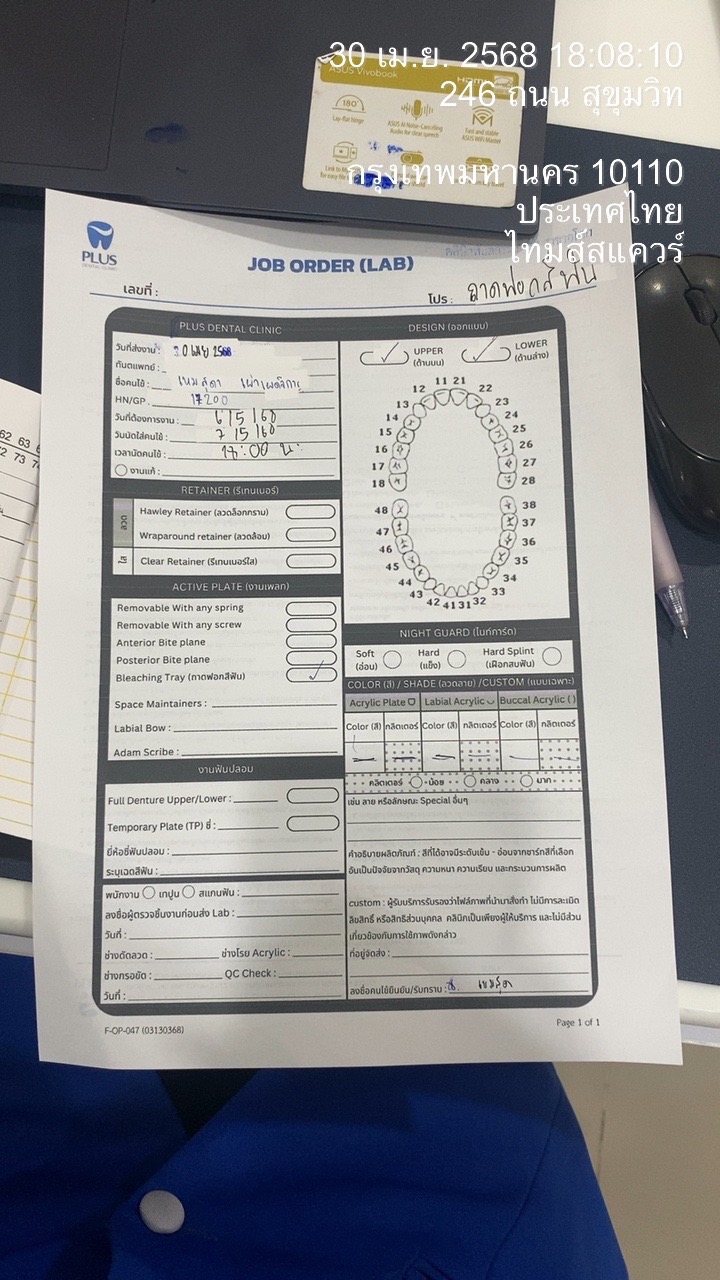 30 เม.ย. 2568 18:08:10
246 ถนน สุขุมวิท
กรุงเทพมหานคร 10110
ประเทศไทย
ไทมส์สแควร์
ASUS Vivobook
HDMI
180°
Lay-flat hinge
ASUS AI Noise-Canceling
Audio for clear speech
Fast and stable
ASUS WiFi Master
PLUS
DENTAL CLINIC
JOB ORDER (LAB)
เลขที่ :
โปร : ถาดฟอกสีฟัน
PLUS DENTAL CLINIC
วันที่ส่งงาน : 30 เมย 2568
ทันตแพทย์ :
ชื่อคนไข้ :
HN/GP. 17200
วันที่ต้องการงาน : 6/5/68
วันนัดใส่คนไข้ : 7/5/68
เวลานัดคนไข้ : 18:00 น.
งานแก้ :
RETAINER (รีเทนเนอร์)
ลวด
Hawley Retainer (ลวดล็อกกราม)
Wraparound retainer (ลวดล้อม)
ใส
Clear Retainer (รีเทนเนอร์ใส)
ACTIVE PLATE (งานเพลท)
Removable With any spring
Removable With any screw
Anterior Bite plane
Posterior Bite plane
Bleaching Tray (ถาดฟอกสีฟัน)
Space Maintainers :
Labial Bow :
Adam Scribe :
งานฟันปลอม
Full Denture Upper/Lower :
Temporary Plate (TP) ซี่ :
ยี่ห้อซี่ฟันปลอม :
ระบุเฉดสีฟัน :
พนักงาน เทปูน สแกนฟัน :
ลงชื่อผู้ตรวจชิ้นงานก่อนส่ง Lab :
วันที่ :
ช่างดัดลวด : ช่างโรย Acrylic :
ช่างกรอขัด : QC Check :
วันที่ :
DESIGN (ออกแบบ)
UPPER
(ด้านบน)
LOWER
(ด้านล่าง)
11 21
12 22
13 23
14 24
15 25
16 26
17 27
18 28
48 38
47 37
46 36
45 35
44 34
43 33
42 41 31 32
NIGHT GUARD (ไนท์การ์ด)
Soft
(อ่อน)
Hard
(แข็ง)
Hard Splint
(เฝือกสบฟัน)
COLOR (สี) / SHADE (ลวดลาย) /CUSTOM (แบบเฉพาะ)
Acrylic Plate Labial Acrylic Buccal Acrylic ( )
Color (สี) กลิตเตอร์ Color (สี) กลิตเตอร์ Color (สี) กลิตเตอร์
กลิตเตอร์ น้อย กลาง มาก
เช่น ลาย หรือลักษณะ Special อื่นๆ
คำอธิบายผลิตภัณฑ์ : สีที่ได้อาจมีระดับเข้ม - อ่อนจากชาร์ทสีที่เลือก
อันเป็นปัจจัยจากวัสดุ ความหนา ความเรียบ และกระบวนการผลิต
custom : ผู้รับบริการรับรองว่าไฟล์ภาพที่นำมาสั่งทำ ไม่มีการละเมิด
ลิขสิทธิ์ หรือสิทธิส่วนบุคคล คลินิกเป็นเพียงผู้ให้บริการ และไม่มีส่วน
เกี่ยวข้องกับการใช้ภาพดังกล่าว
ที่อยู่จัดส่ง :
ลงชื่อคนไข้ยืนยัน/รับทราบ :
F-OP-047 (03130368)
Page 1 of 1
62 63
72 73